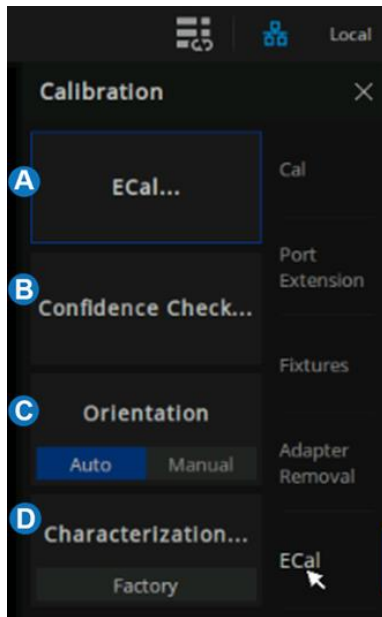 Local
Calibration
A
ECal...
Cal
B
Confidence Check...
Port
Extension
Fixtures
C
Orientation
Auto Manual
Adapter
Removal
D
Characterization...
Factory
ECal